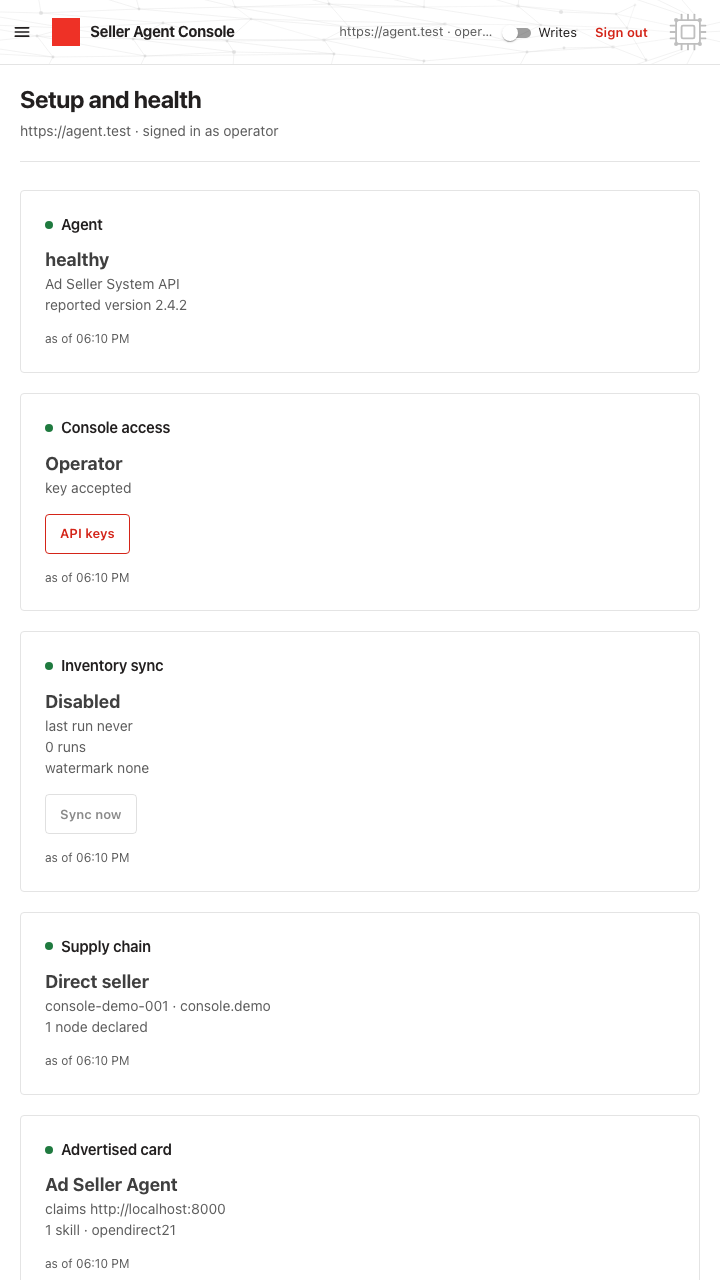 Seller Agent Console
https://agent.test · oper...
Writes
Sign out
Setup and health
https://agent.test · signed in as operator
Agent
healthy
Ad Seller System API
reported version 2.4.2
as of 06:10 PM
Console access
Operator
key accepted
API keys
as of 06:10 PM
Inventory sync
Disabled
last run never
0 runs
watermark none
Sync now
as of 06:10 PM
Supply chain
Direct seller
console-demo-001 · console.demo
1 node declared
as of 06:10 PM
Advertised card
Ad Seller Agent
claims http://localhost:8000
1 skill · opendirect21
as of 06:10 PM